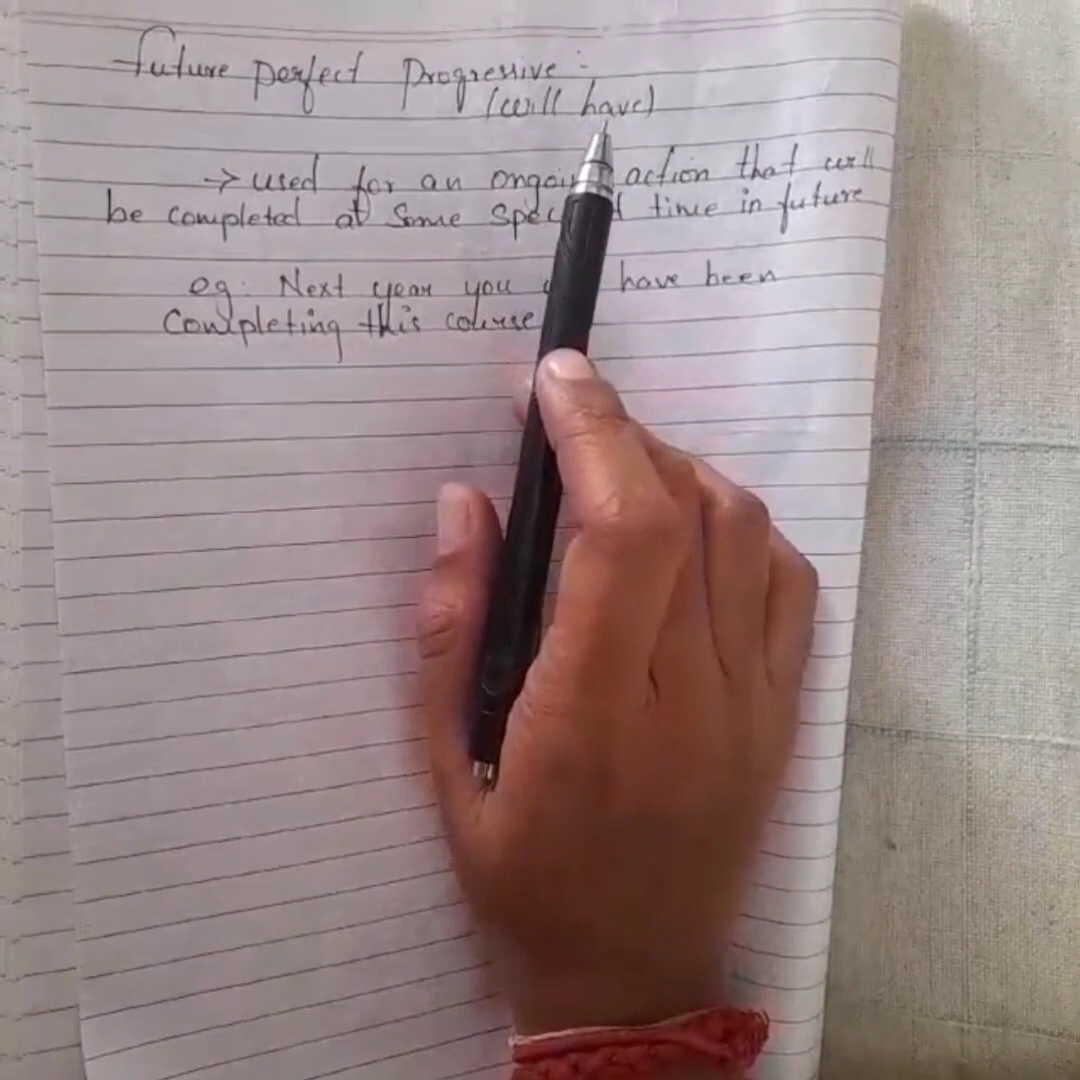 Future perfect Progressive :
(will have)
→ used for an action that will
be completed at some time in future
eg: Next year you have been
Completing this course